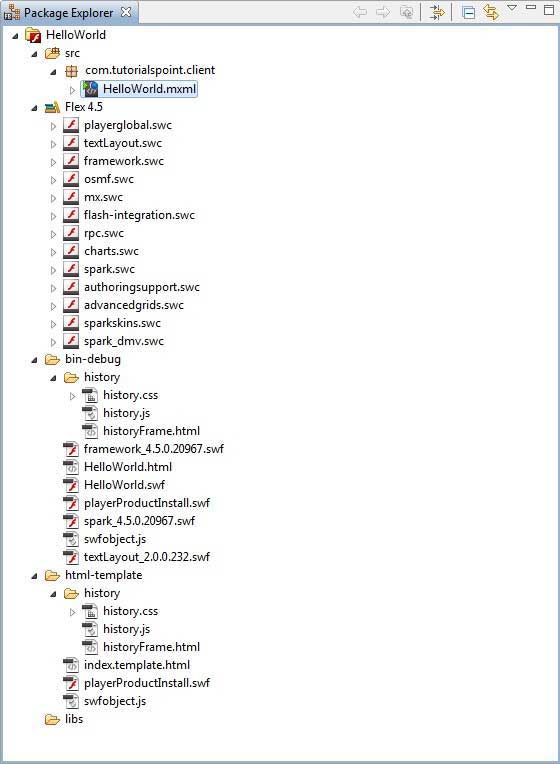 Package Explorer
HelloWorld
src
com.tutorialspoint.client
HelloWorld.mxml
Flex 4.5
playerglobal.swc
textLayout.swc
framework.swc
osmf.swc
mx.swc
flash-integration.swc
rpc.swc
charts.swc
spark.swc
authoringsupport.swc
advancedgrids.swc
sparkskins.swc
spark_dmv.swc
bin-debug
history
history.css
history.js
historyFrame.html
framework_4.5.0.20967.swf
HelloWorld.html
HelloWorld.swf
playerProductInstall.swf
spark_4.5.0.20967.swf
swfobject.js
textLayout_2.0.0.232.swf
html-template
history
history.css
history.js
historyFrame.html
index.template.html
playerProductInstall.swf
swfobject.js
libs